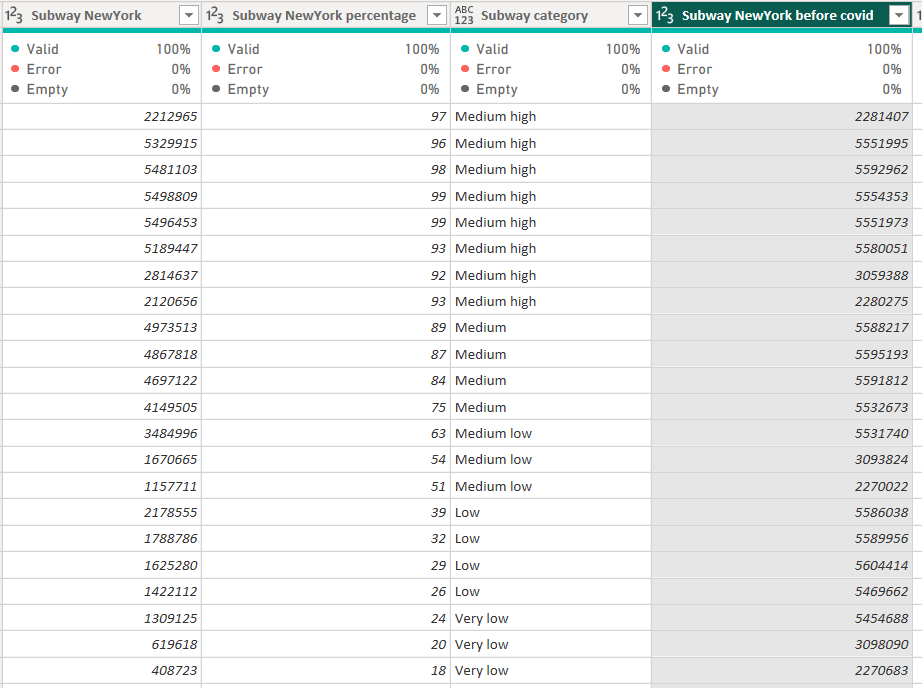 1²3 Subway NewYork 1²3 Subway NewYork percentage ABC 123 Subway category 1²3 Subway NewYork before covid 1
Valid 100% Valid 100% Valid 100% Valid 100%
Error 0% Error 0% Error 0% Error 0%
Empty 0% Empty 0% Empty 0% Empty 0%
2212965 97 Medium high 2281407
5329915 96 Medium high 5551995
5481103 98 Medium high 5592962
5498809 99 Medium high 5554353
5496453 99 Medium high 5551973
5189447 93 Medium high 5580051
2814637 92 Medium high 3059388
2120656 93 Medium high 2280275
4973513 89 Medium 5588217
4867818 87 Medium 5595193
4697122 84 Medium 5591812
4149505 75 Medium 5532673
3484996 63 Medium low 5531740
1670665 54 Medium low 3093824
1157711 51 Medium low 2270022
2178555 39 Low 5586038
1788786 32 Low 5589956
1625280 29 Low 5604414
1422112 26 Low 5469662
1309125 24 Very low 5454688
619618 20 Very low 3098090
408723 18 Very low 2270683